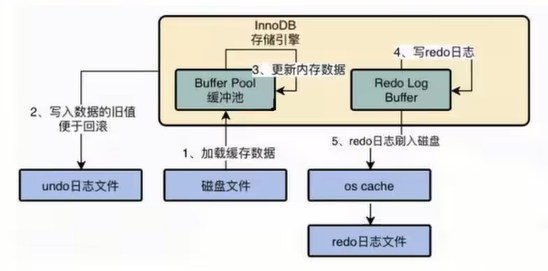 InnoDB
存储引擎
4、写redo日志
Buffer Pool
缓冲池
3、更新内存数据
Redo Log
Buffer
2、写入数据的旧值
便于回滚
1、加载缓存数据
5、redo日志刷入磁盘
undo日志文件
磁盘文件
os cache
redo日志文件